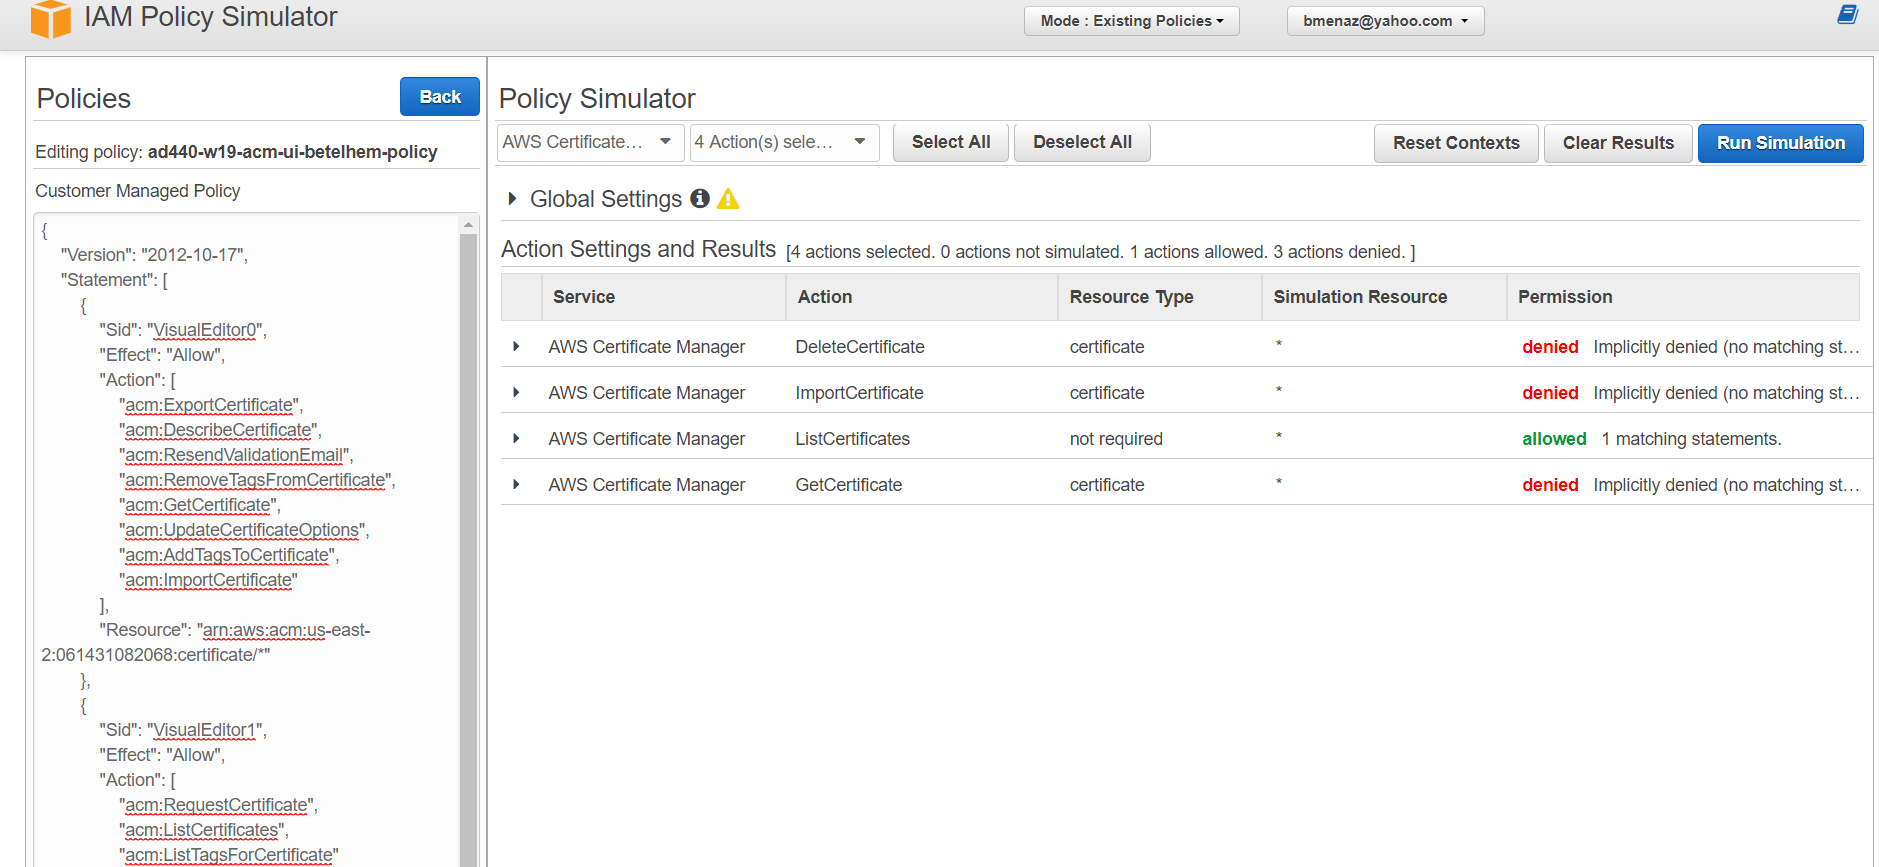 IAM Policy Simulator
Mode : Existing Policies
bmenaz@yahoo.com
Policies
Back
Editing policy: ad440-w19-acm-ui-betelhem-policy
Customer Managed Policy
{
"Version": "2012-10-17",
"Statement": [
{
"Sid": "VisualEditor0",
"Effect": "Allow",
"Action": [
"acm:ExportCertificate",
"acm:DescribeCertificate",
"acm:ResendValidationEmail",
"acm:RemoveTagsFromCertificate",
"acm:GetCertificate",
"acm:UpdateCertificateOptions",
"acm:AddTagsToCertificate",
"acm:ImportCertificate"
],
"Resource": "arn:aws:acm:us-east-
2:061431082068:certificate/*"
},
{
"Sid": "VisualEditor1",
"Effect": "Allow",
"Action": [
"acm:RequestCertificate",
"acm:ListCertificates",
"acm:ListTagsForCertificate"
Policy Simulator
AWS Certificate... 4 Action(s) sele... Select All Deselect All Reset Contexts Clear Results Run Simulation
Global Settings
Action Settings and Results [4 actions selected. 0 actions not simulated. 1 actions allowed. 3 actions denied. ]
Service Action Resource Type Simulation Resource Permission
AWS Certificate Manager DeleteCertificate certificate * denied Implicitly denied (no matching st...
AWS Certificate Manager ImportCertificate certificate * denied Implicitly denied (no matching st...
AWS Certificate Manager ListCertificates not required * allowed 1 matching statements.
AWS Certificate Manager GetCertificate certificate * denied Implicitly denied (no matching st...